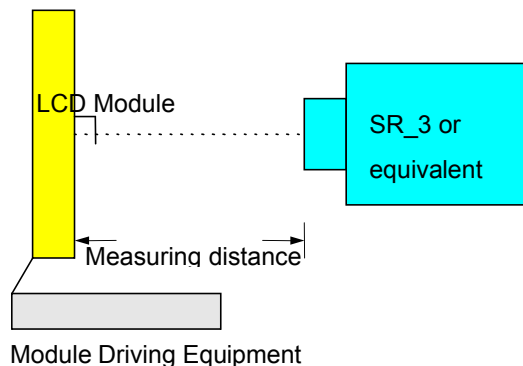 LCD Module
SR_3 or
equivalent
Measuring distance
Module Driving Equipment